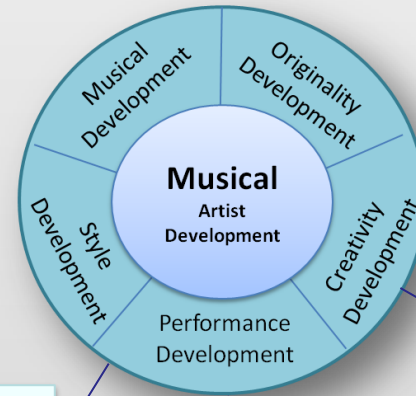 Musical
Development
Originality
Development
Musical
Artist
Development
Style
Development
Creativity
Development
Performance
Development